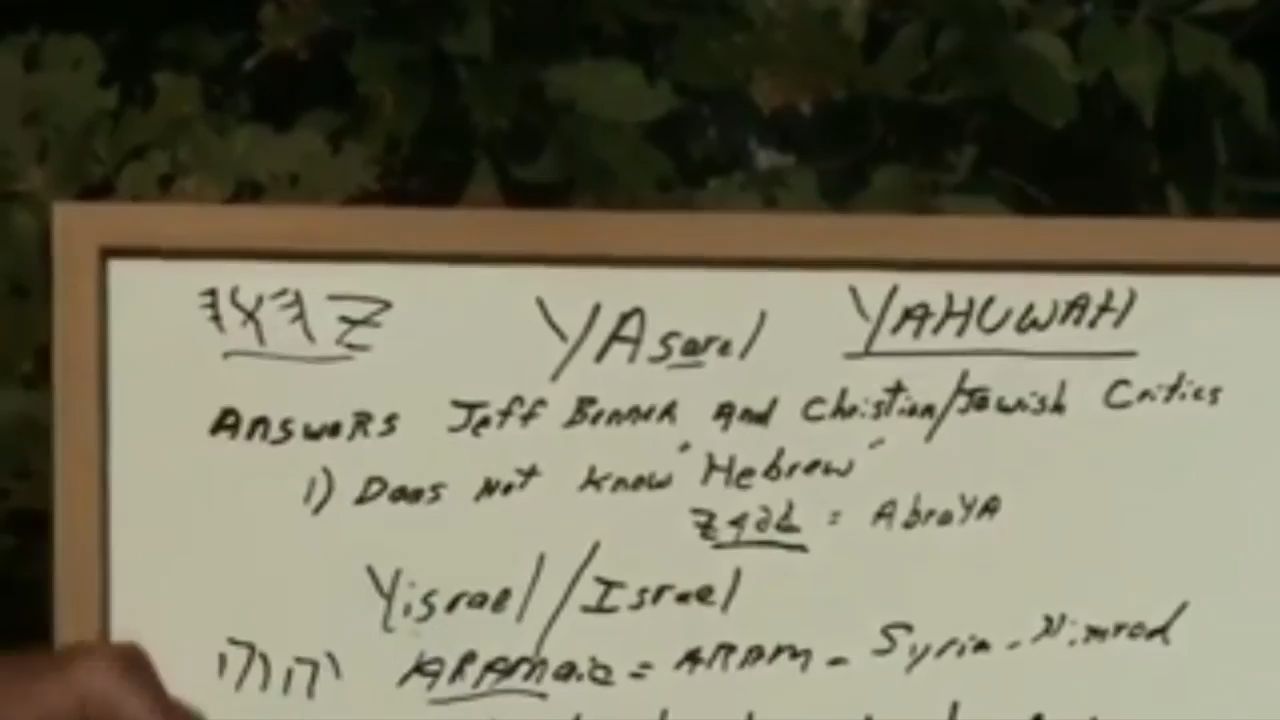 𐤉𐤄𐤅𐤄 YAsarel YAHUWAH
Answers Jeff Benner And Christian/Jewish Critics
1) Does Not Know "Hebrew"
= AbraYA
Yisrael/Israel
יהוה ARAMaic = ARAM - Syria - Nimrod